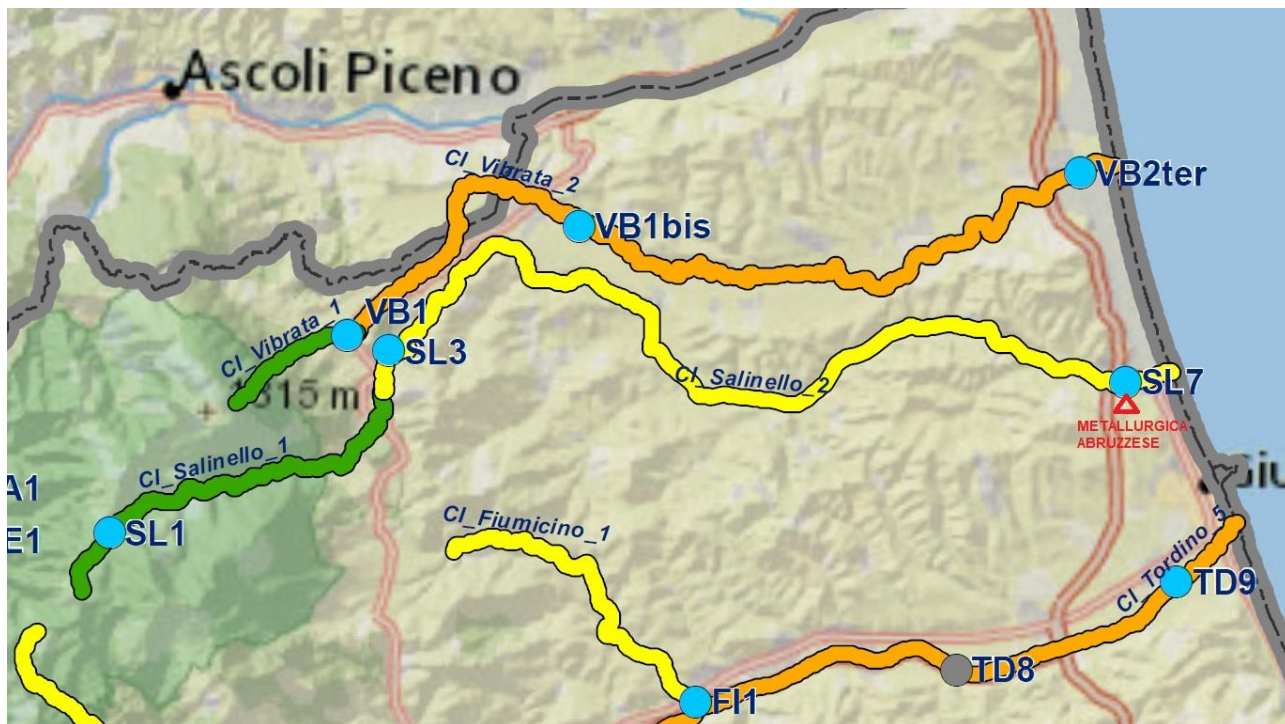 Ascoli Piceno
CI_Vibrata_2
VB2ter
VB1bis
CI_Vibrata_1
VB1
SL3
1315 m
CI_Salinello_2
SL7
METALLURGICA
ABRUZZESE
CI_Salinello_1
Giu
A1
E1
SL1
CI_Fiumicino_1
CI_Tordino_5
TD9
TD8
FI1